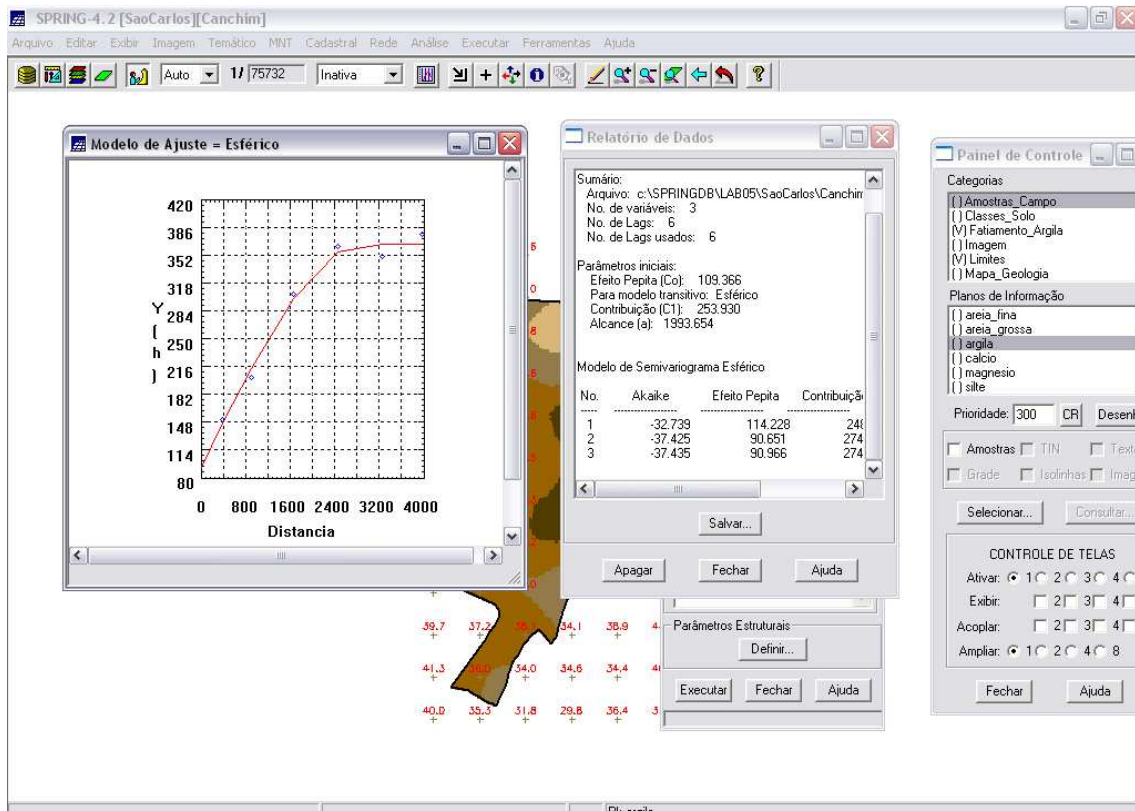 SPRING-4.2 [SaoCarlos][Canchim]
Arquivo Editar Exibir Imagem Temático MNT Cadastral Rede Análise Executar Ferramentas Ajuda
Auto 1/ 75732 Inativa
Modelo de Ajuste = Esférico
420
386
352
318
284
250
216
182
148
114
80
Y ( h )
0 800 1600 2400 3200 4000
Distancia
Relatório de Dados
Sumário:
Arquivo: c:\SPRINGDB\LAB05\SaoCarlos\Canchim
No. de variáveis: 3
No. de Lags: 6
No. de Lags usados: 6
Parâmetros iniciais:
Efeito Pepita (Co): 109.366
Para modelo transitivo: Esférico
Contribuição (C1): 253.930
Alcance (a): 1993.654
Modelo de Semivariograma Esférico
No. Akaike Efeito Pepita Contribuiçã
1 -32.739 114.228 248
2 -37.425 90.651 274
3 -37.435 90.966 274
Salvar...
Apagar Fechar Ajuda
Parâmetros Estruturais
Definir...
Executar Fechar Ajuda
39.7 37.2 34.1 38.9 4
41.3 34.0 34.6 34.4
40.0 35.3 31.8 29.8 36.4 3
Painel de Controle
Categorias
( ) Amostras_Campo
( ) Classes_Solo
(V) Fatiamento_Argila
( ) Imagem
(V) Limites
( ) Mapa_Geologia
Planos de Informação
( ) areia_fina
( ) areia_grossa
( ) argila
( ) calcio
( ) magnesio
( ) silte
Prioridade: 300 CR Desenh
Amostras TIN Text
Grade Isolinhas Imag
Selecionar... Consultar...
CONTROLE DE TELAS
Ativar: 1 2 3 4
Exibir: 2 3 4
Acoplar: 2 3 4
Ampliar: 1 2 4 8
Fechar Ajuda